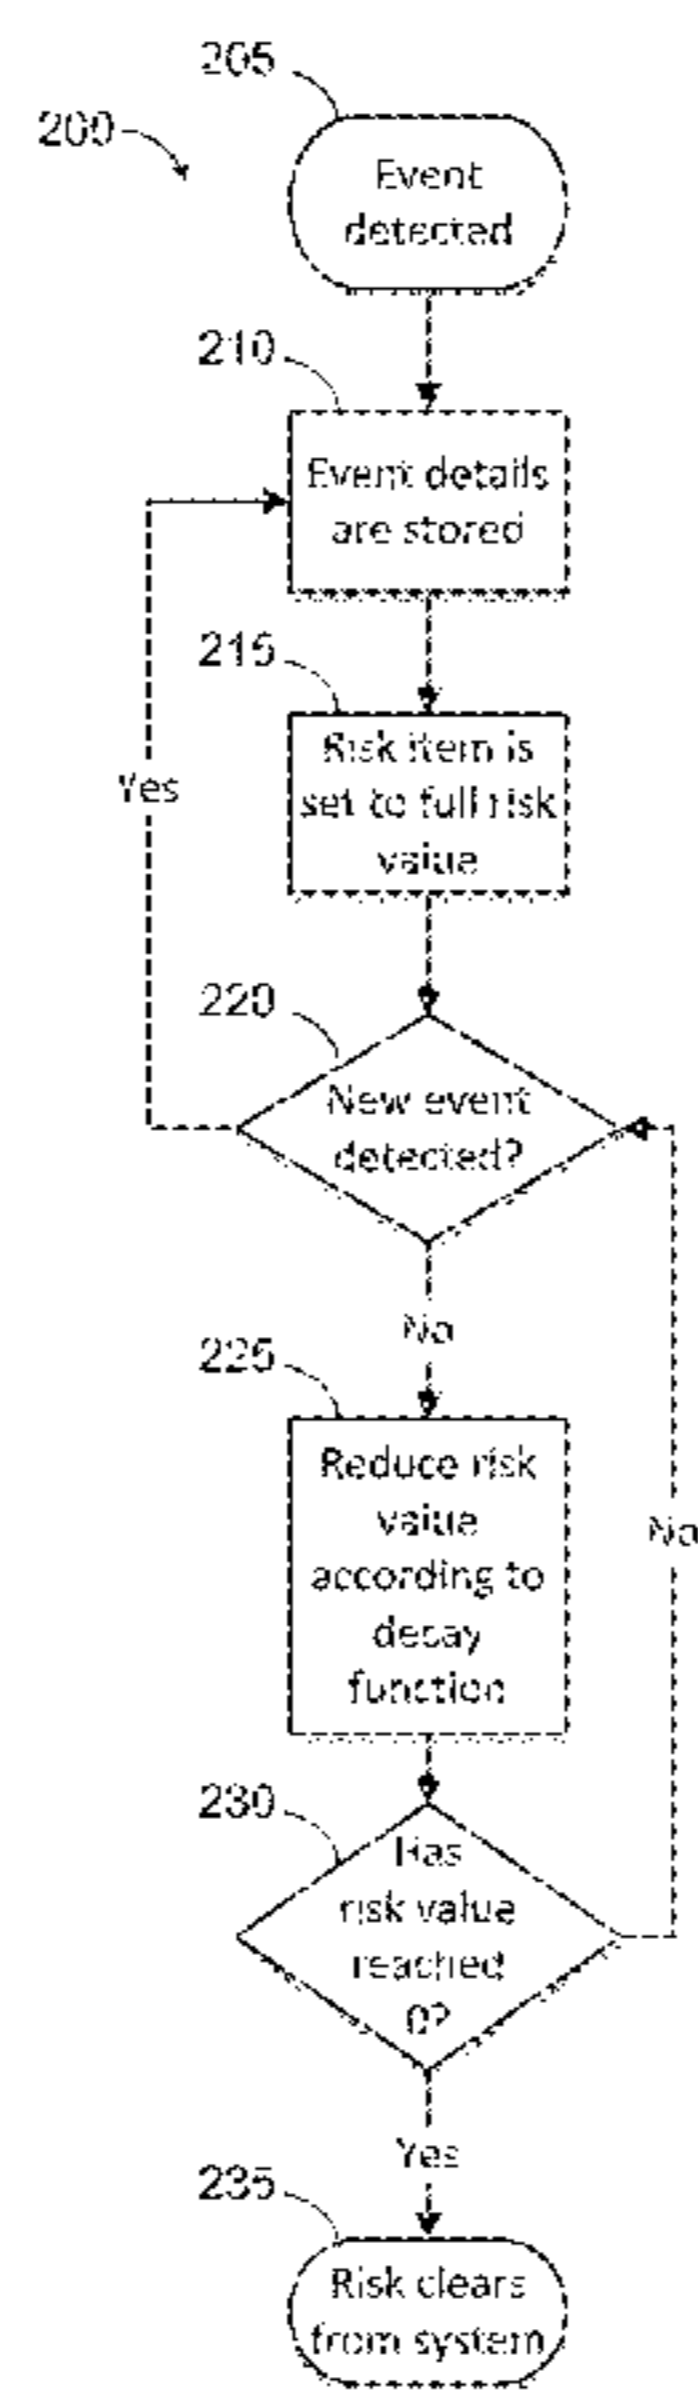 205
200
Event
detected
210
Event details
are stored
215
Risk item is
set to full risk
value
Yes
220
New event
detected?
No
225
Reduce risk
value
according to
decay
function
No
230
Has
risk value
reached
0?
Yes
235
Risk clears
from system